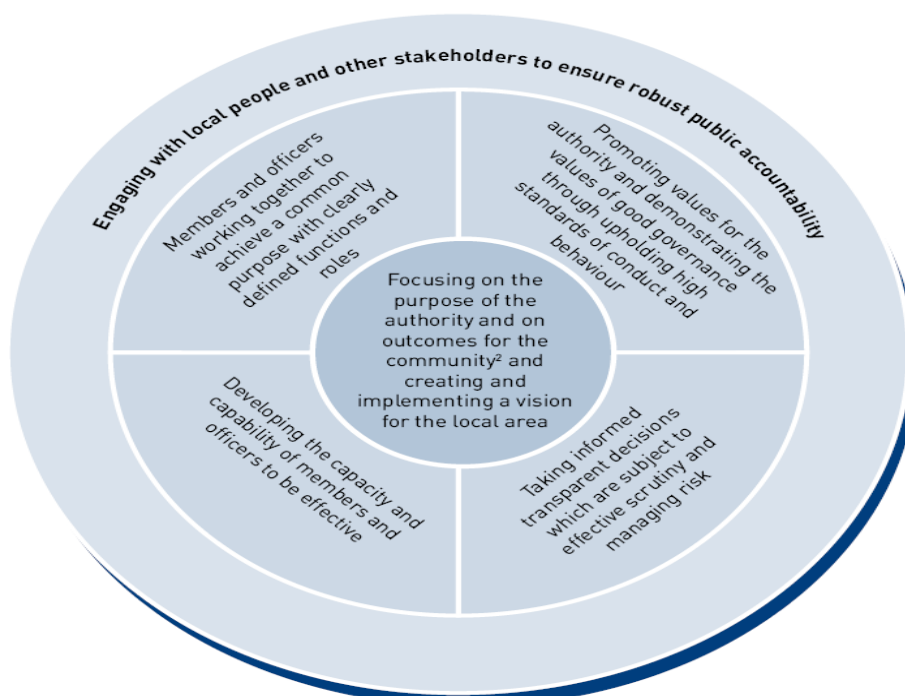 Engaging with local people and other stakeholders to ensure robust public accountability
Members and officers
working together to
achieve a common
purpose with clearly
defined functions and
roles
Promoting values for the
authority and demonstrating the
values of good governance
through upholding high
standards of conduct and
behaviour
Focusing on the
purpose of the
authority and on
outcomes for the
community² and
creating and
implementing a vision
for the local area
Developing the capacity and
capability of members and
officers to be effective
Taking informed
transparent decisions
which are subject to
effective scrutiny and
managing risk